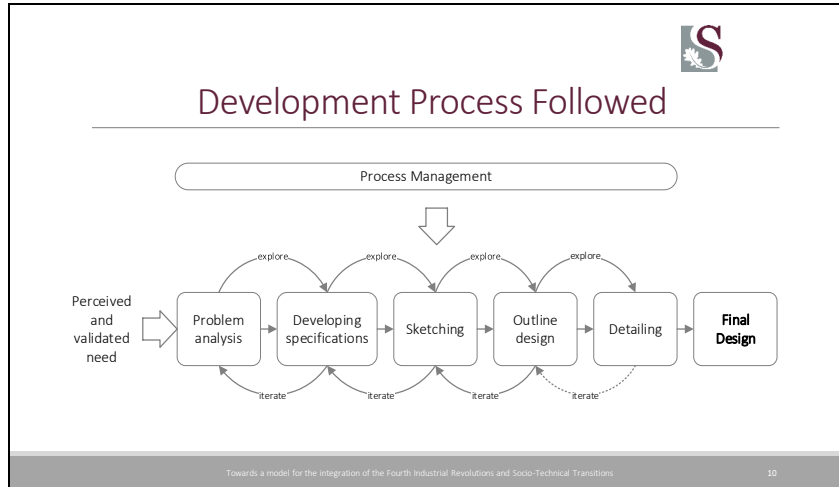 S
Development Process Followed
Process Management
explore
explore
explore
explore
Perceived
and
validated
need
Problem
analysis
Developing
specifications
Sketching
Outline
design
Detailing
Final
Design
iterate
iterate
iterate
iterate
Towards a model for the integration of the Fourth Industrial Revolutions and Socio-Technical Transitions
10